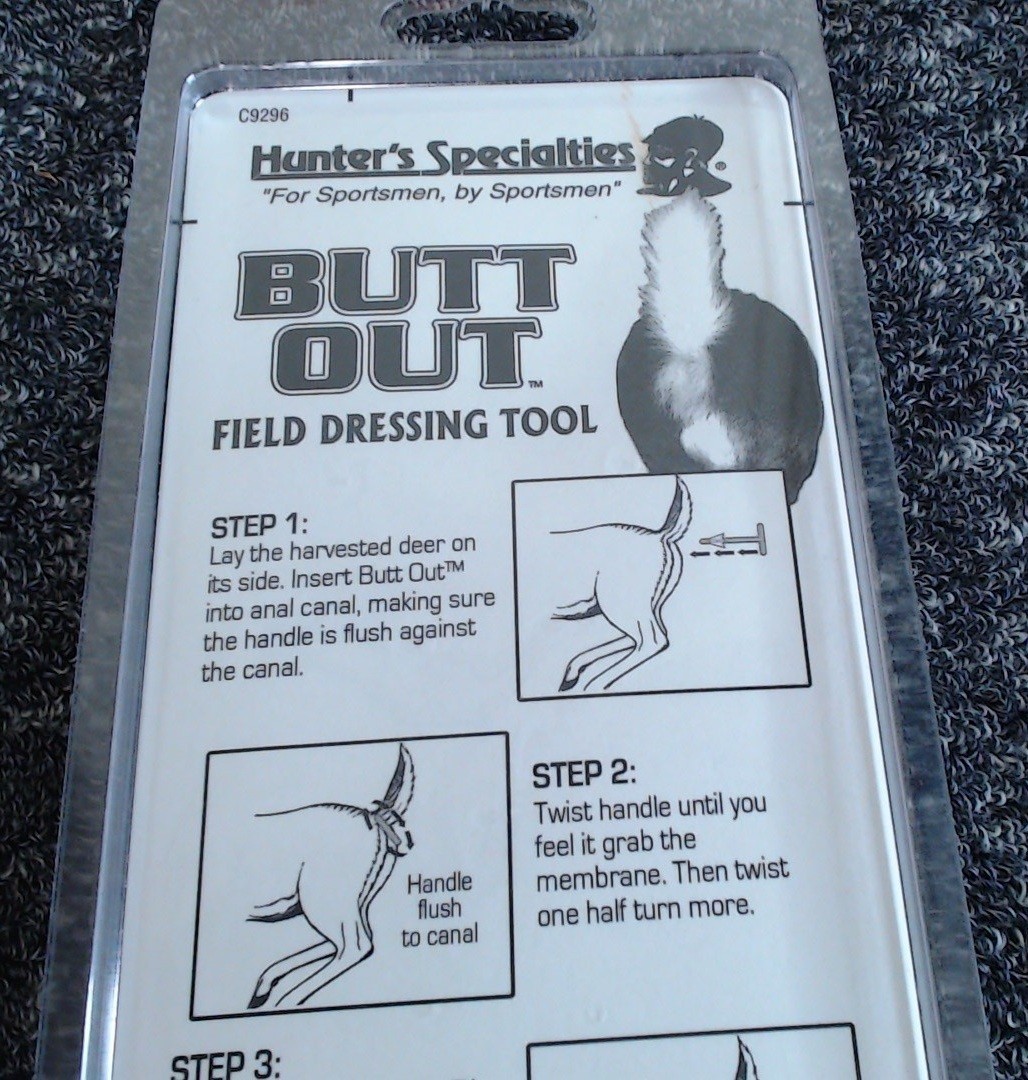 C9296
Hunter's Specialties®
"For Sportsmen, by Sportsmen"
BUTT
OUT™
FIELD DRESSING TOOL
STEP 1:
Lay the harvested deer on
its side. Insert Butt Out™
into anal canal, making sure
the handle is flush against
the canal.
Handle
flush
to canal
STEP 2:
Twist handle until you
feel it grab the
membrane. Then twist
one half turn more.
STEP 3: